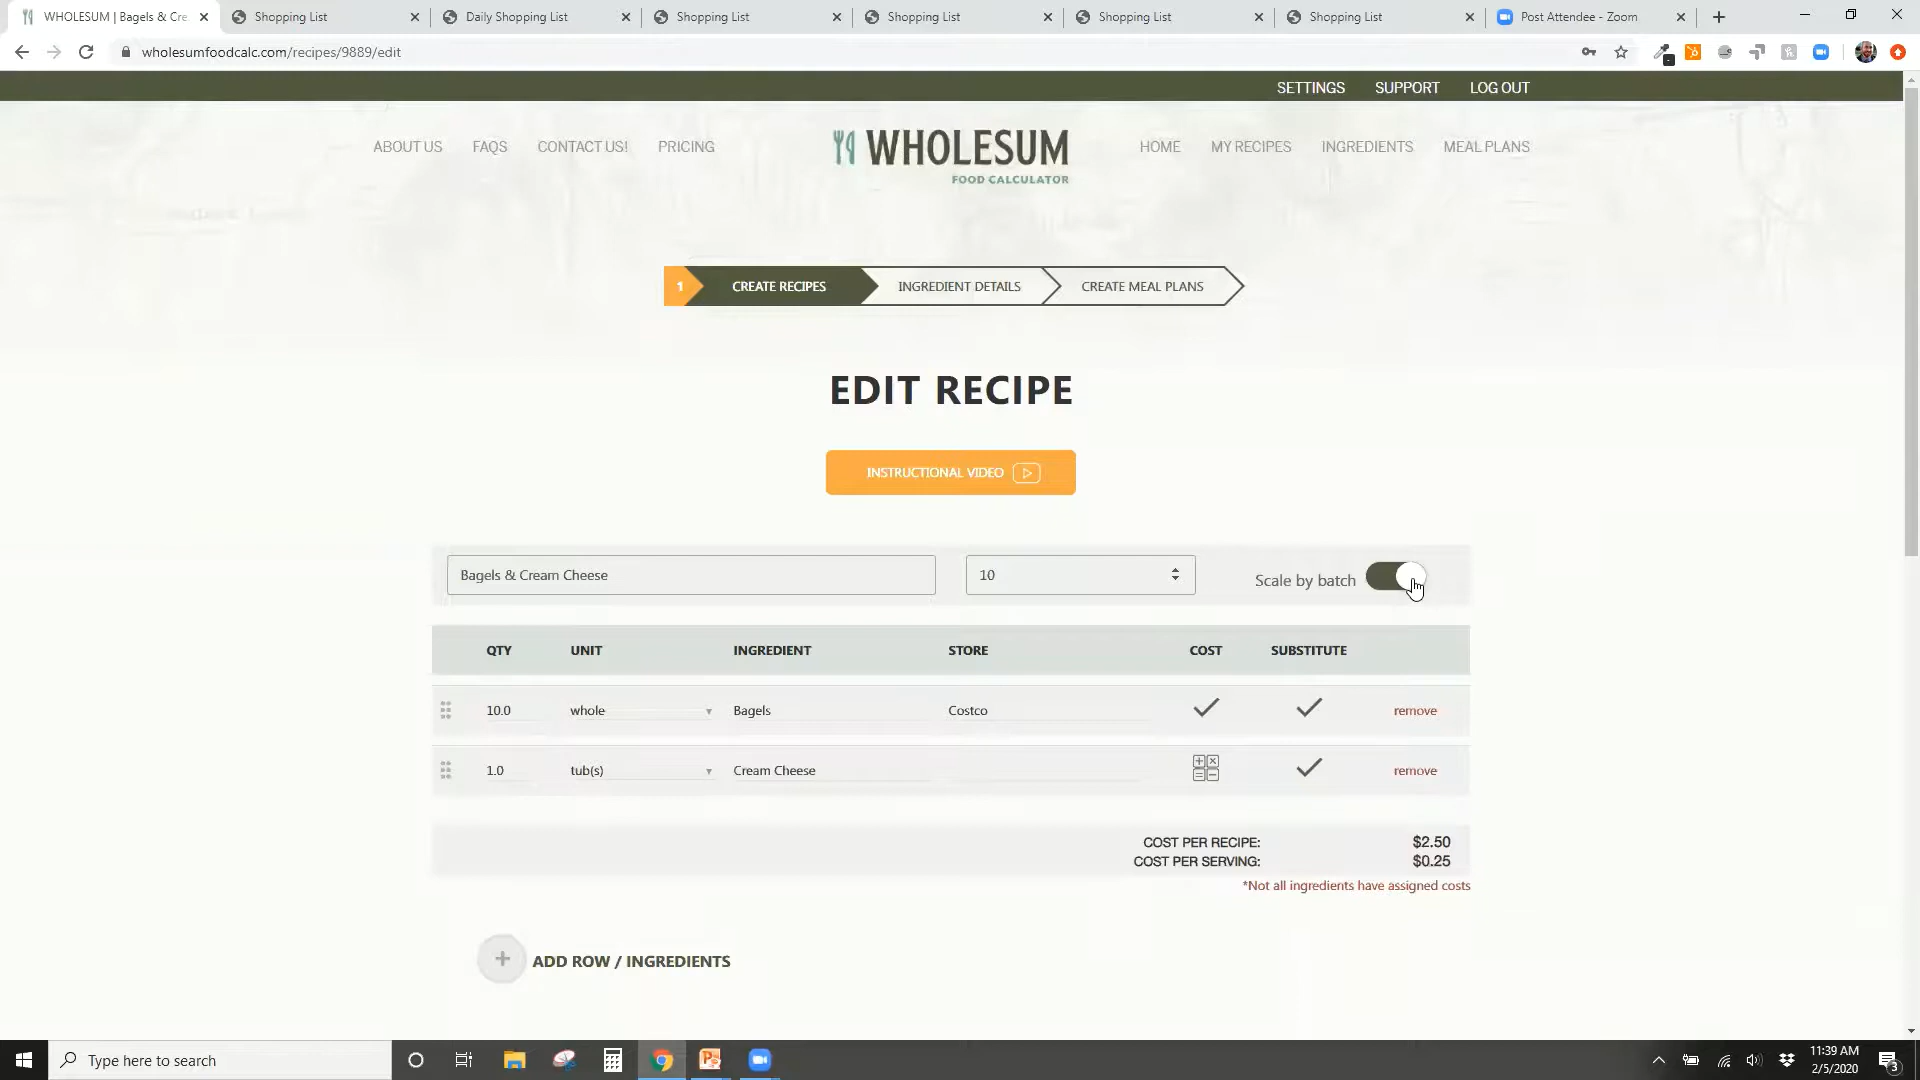 WHOLESUM | Bagels & Cre
Shopping List
Daily Shopping List
Shopping List
Shopping List
Shopping List
Shopping List
Post Attendee - Zoom
wholesumfoodcalc.com/recipes/9889/edit
SETTINGS SUPPORT LOG OUT
ABOUT US FAQS CONTACT US! PRICING
WHOLESUM
FOOD CALCULATOR
HOME MY RECIPES INGREDIENTS MEAL PLANS
1 CREATE RECIPES INGREDIENT DETAILS CREATE MEAL PLANS
EDIT RECIPE
INSTRUCTIONAL VIDEO
Bagels & Cream Cheese 10 Scale by batch
QTY UNIT INGREDIENT STORE COST SUBSTITUTE
10.0 whole Bagels Costco remove
1.0 tub(s) Cream Cheese remove
COST PER RECIPE: $2.50
COST PER SERVING: $0.25
*Not all ingredients have assigned costs
+ ADD ROW / INGREDIENTS
Type here to search
11:39 AM
2/5/2020
3